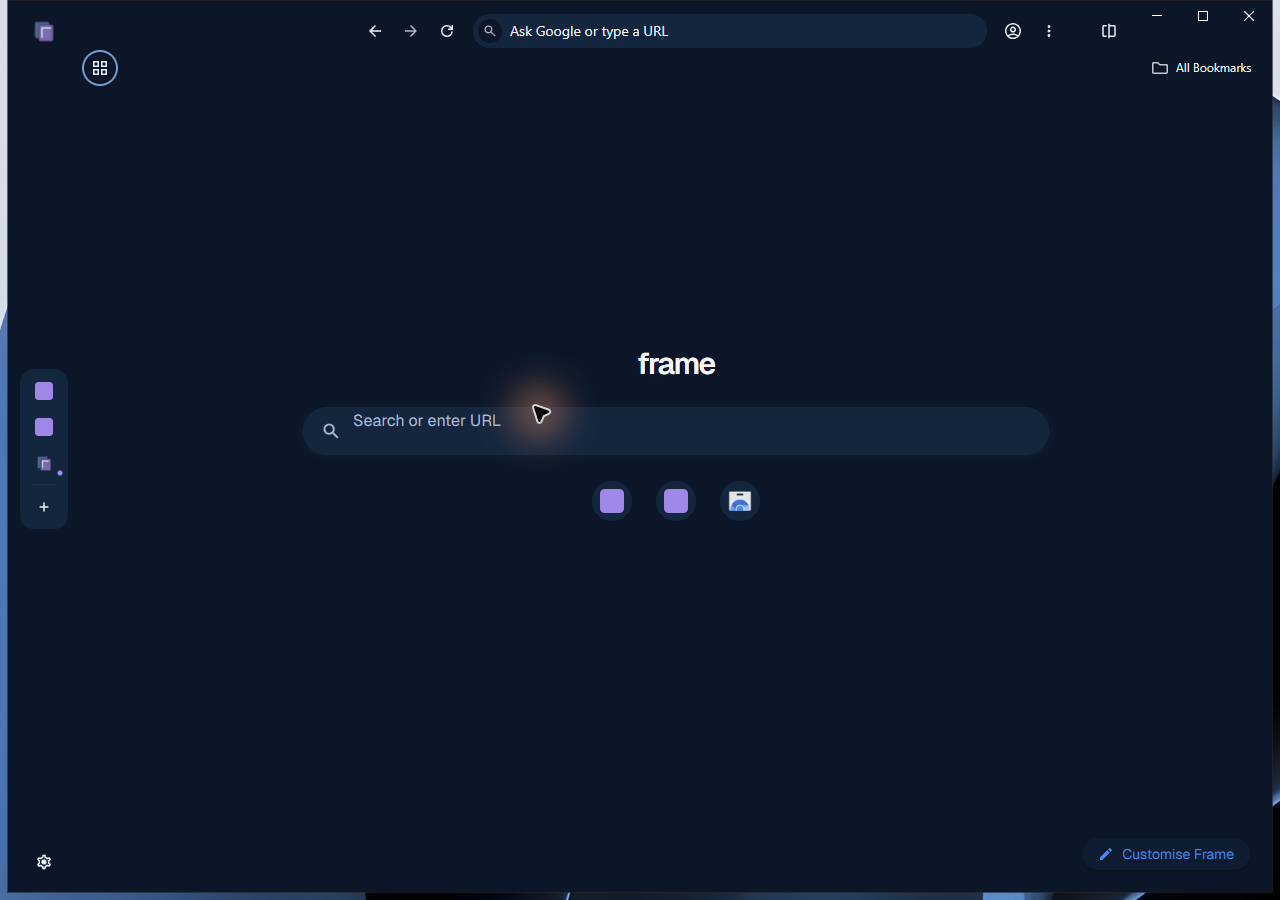 Ask Google or type a URL
All Bookmarks
frame
Search or enter URL
Customise Frame